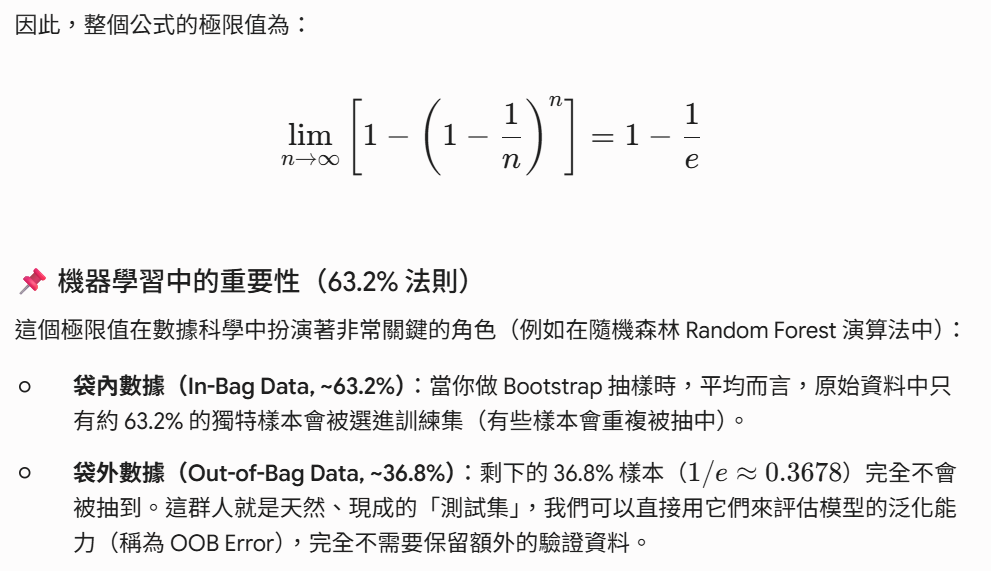 因此，整個公式的極限值為：
lim n→∞ [1 − (1 − 1/n)^n] = 1 − 1/e
📌 機器學習中的重要性（63.2% 法則）
這個極限值在數據科學中扮演著非常關鍵的角色（例如在隨機森林 Random Forest 演算法中）：
○ 袋內數據（In-Bag Data, ~63.2%）：當你做 Bootstrap 抽樣時，平均而言，原始資料中只
有約 63.2% 的獨特樣本會被選進訓練集（有些樣本會重複被抽中）。
○ 袋外數據（Out-of-Bag Data, ~36.8%）：剩下的 36.8% 樣本（1/e ≈ 0.3678）完全不會
被抽到。這群人就是天然、現成的「測試集」，我們可以直接用它們來評估模型的泛化能
力（稱為 OOB Error），完全不需要保留額外的驗證資料。